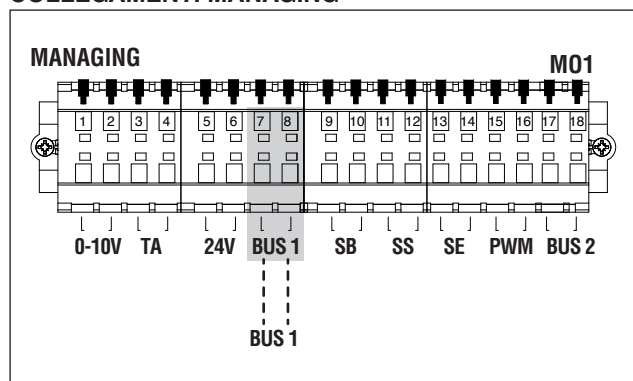 COLLEGAMENTI MANAGING
MANAGING
MO1
1 2 3 4 5 6 7 8 9 10 11 12 13 14 15 16 17 18
0-10V TA 24V BUS 1 SB SS SE PWM BUS 2
BUS 1